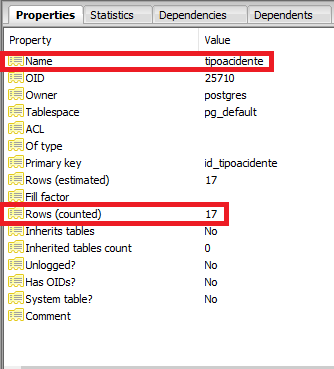 Properties Statistics Dependencies Dependents
Property Value
Name tipoacidente
OID 25710
Owner postgres
Tablespace pg_default
ACL
Of type
Primary key id_tipoacidente
Rows (estimated) 17
Fill factor
Rows (counted) 17
Inherits tables No
Inherited tables count 0
Unlogged? No
Has OIDs? No
System table? No
Comment